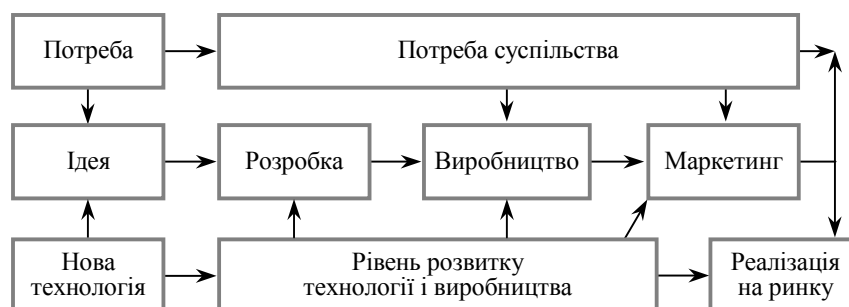 Потреба
Потреба суспільства
Ідея
Розробка
Виробництво
Маркетинг
Нова
технологія
Рівень розвитку
технології і виробництва
Реалізація
на ринку